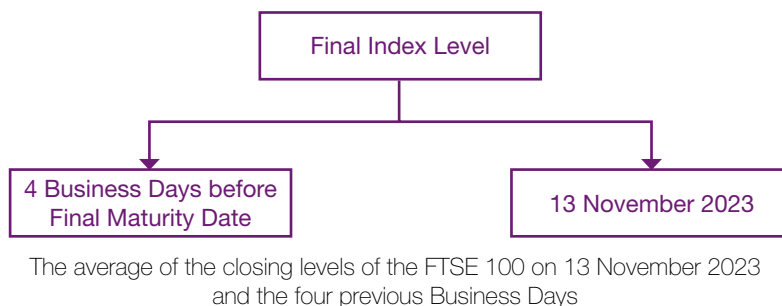 Final Index Level
4 Business Days before
Final Maturity Date
13 November 2023
The average of the closing levels of the FTSE 100 on 13 November 2023
and the four previous Business Days